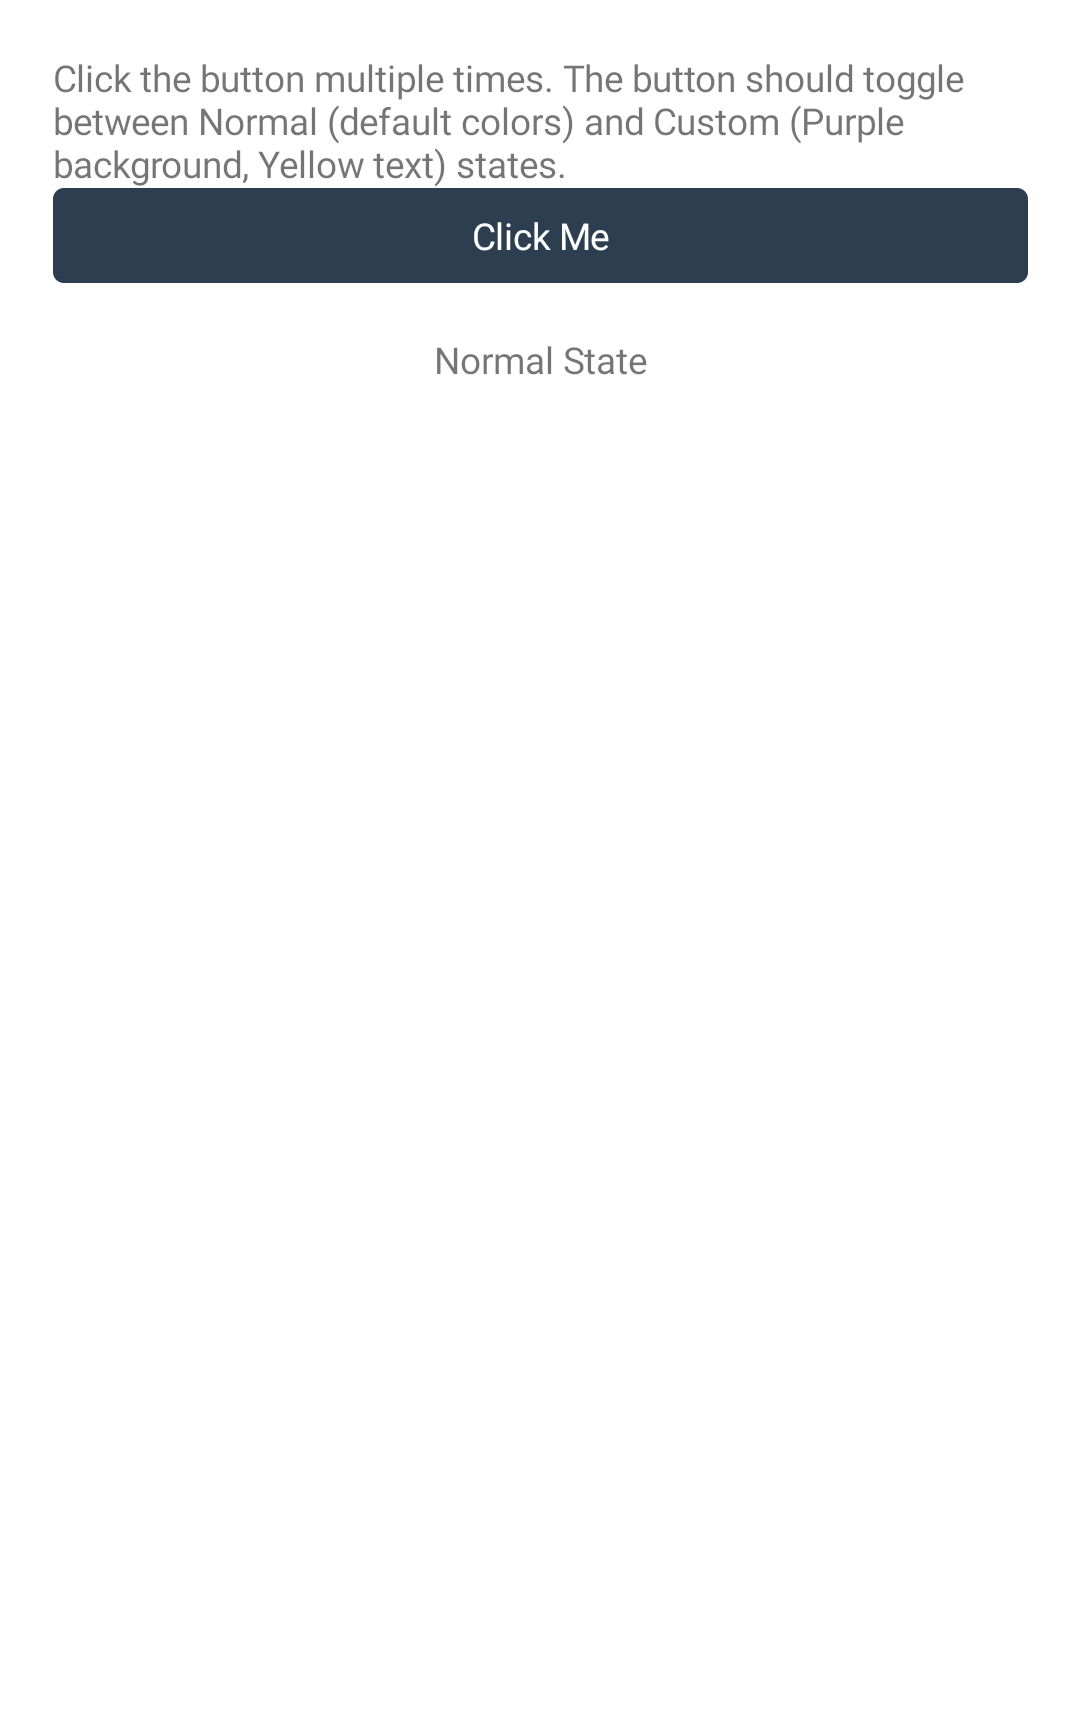 Click the button multiple times. The button should toggle
between Normal (default colors) and Custom (Purple
background, Yellow text) states.
Click Me
Normal State